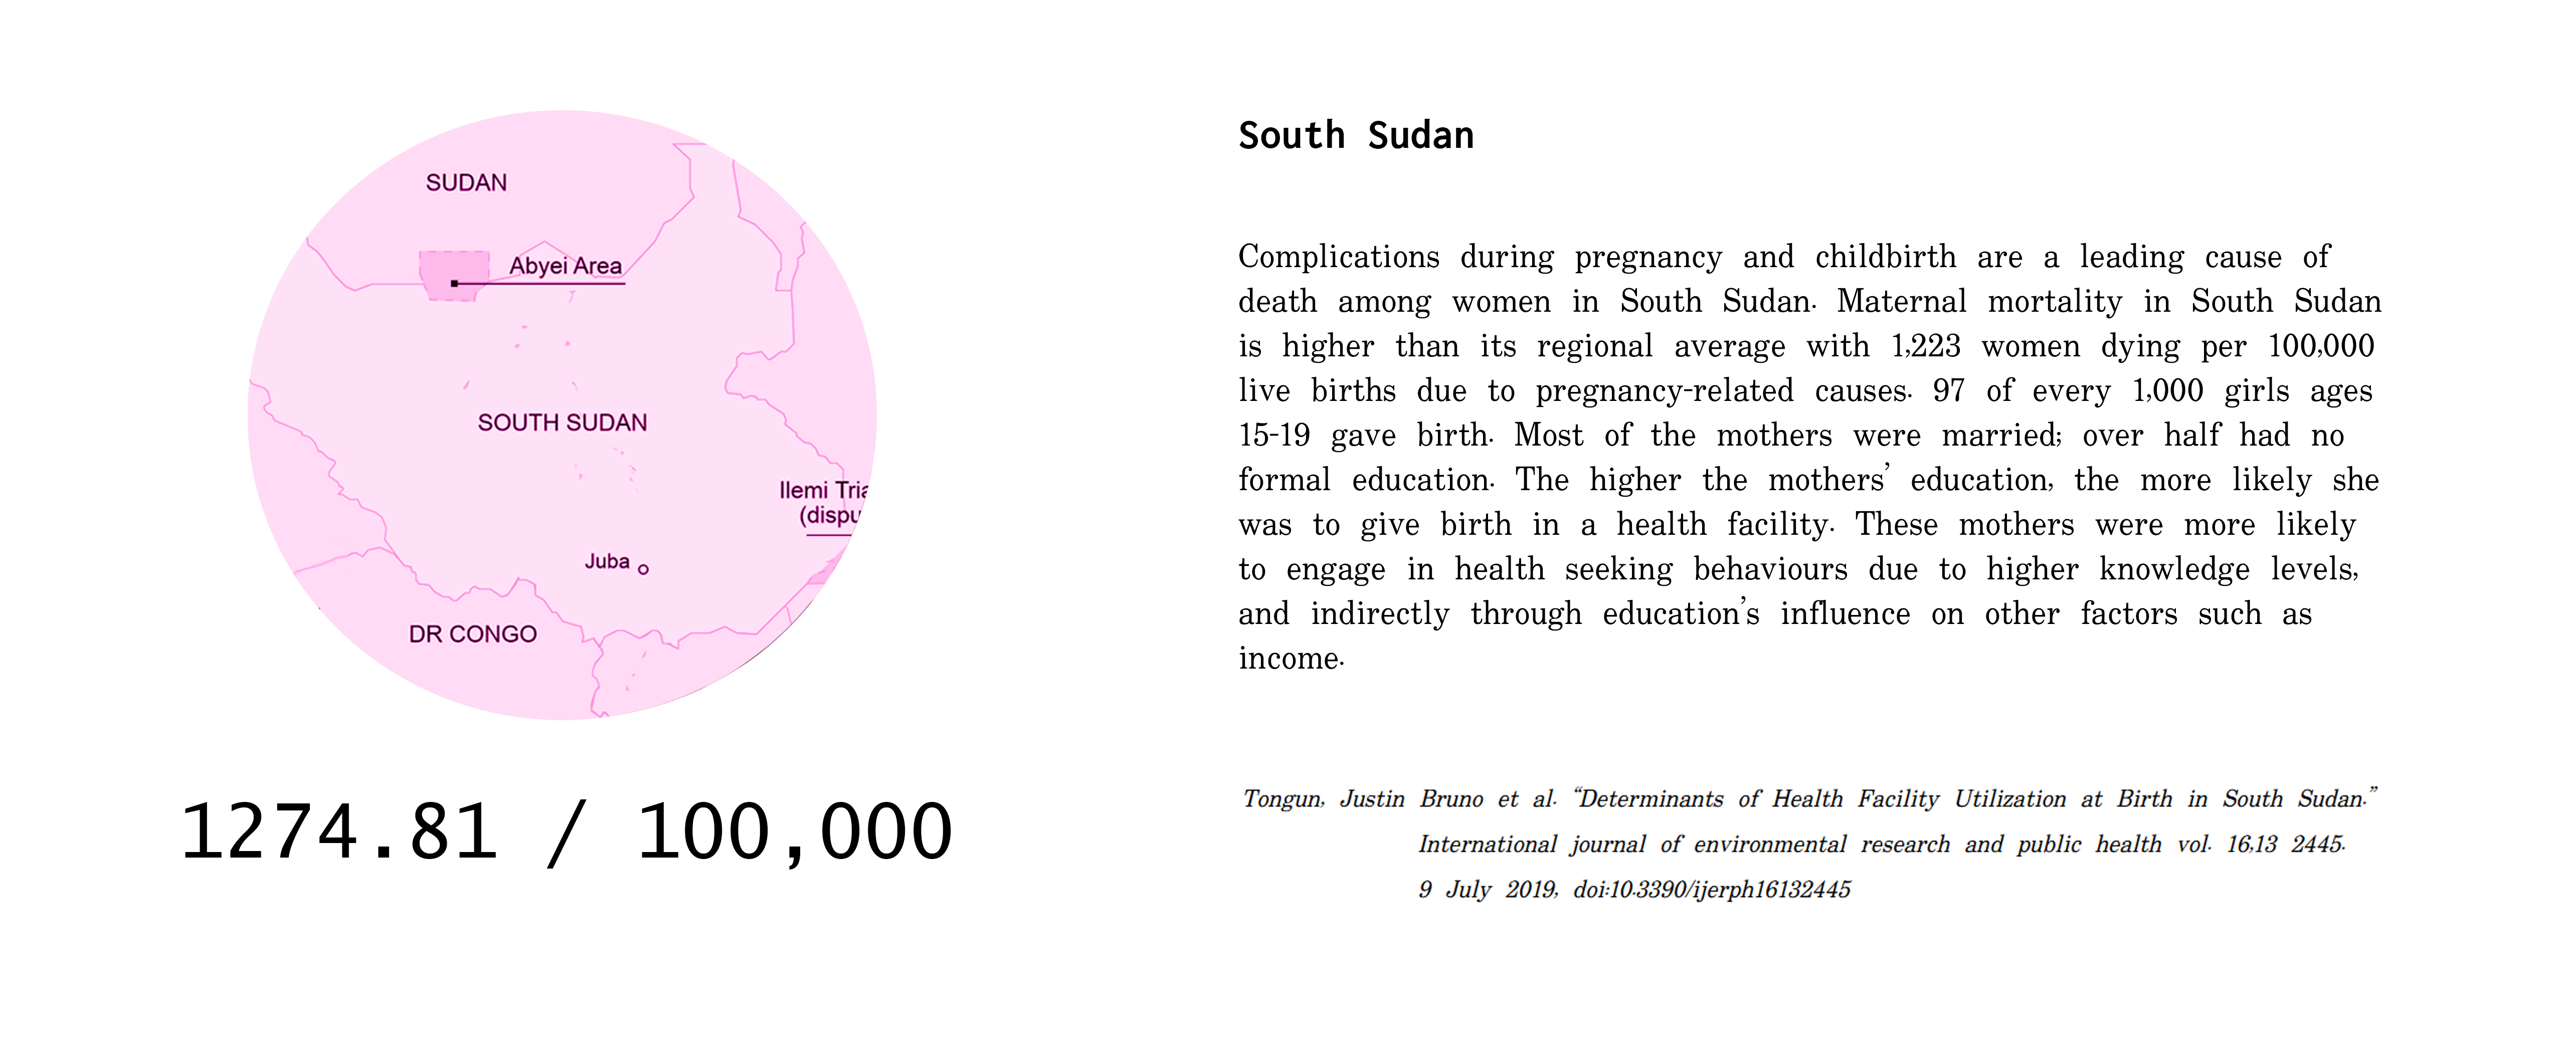 SUDAN
Abyei Area
SOUTH SUDAN
Ilemi Tria
(dispu
Juba
DR CONGO
1274.81 / 100,000
South Sudan
Complications during pregnancy and childbirth are a leading cause of
death among women in South Sudan. Maternal mortality in South Sudan
is higher than its regional average with 1,223 women dying per 100,000
live births due to pregnancy-related causes. 97 of every 1,000 girls ages
15-19 gave birth. Most of the mothers were married; over half had no
formal education. The higher the mothers’ education, the more likely she
was to give birth in a health facility. These mothers were more likely
to engage in health seeking behaviours due to higher knowledge levels,
and indirectly through education’s influence on other factors such as
income.
Tongun, Justin Bruno et al. “Determinants of Health Facility Utilization at Birth in South Sudan.”
International journal of environmental research and public health vol. 16,13 2445.
9 July 2019, doi:10.3390/ijerph16132445